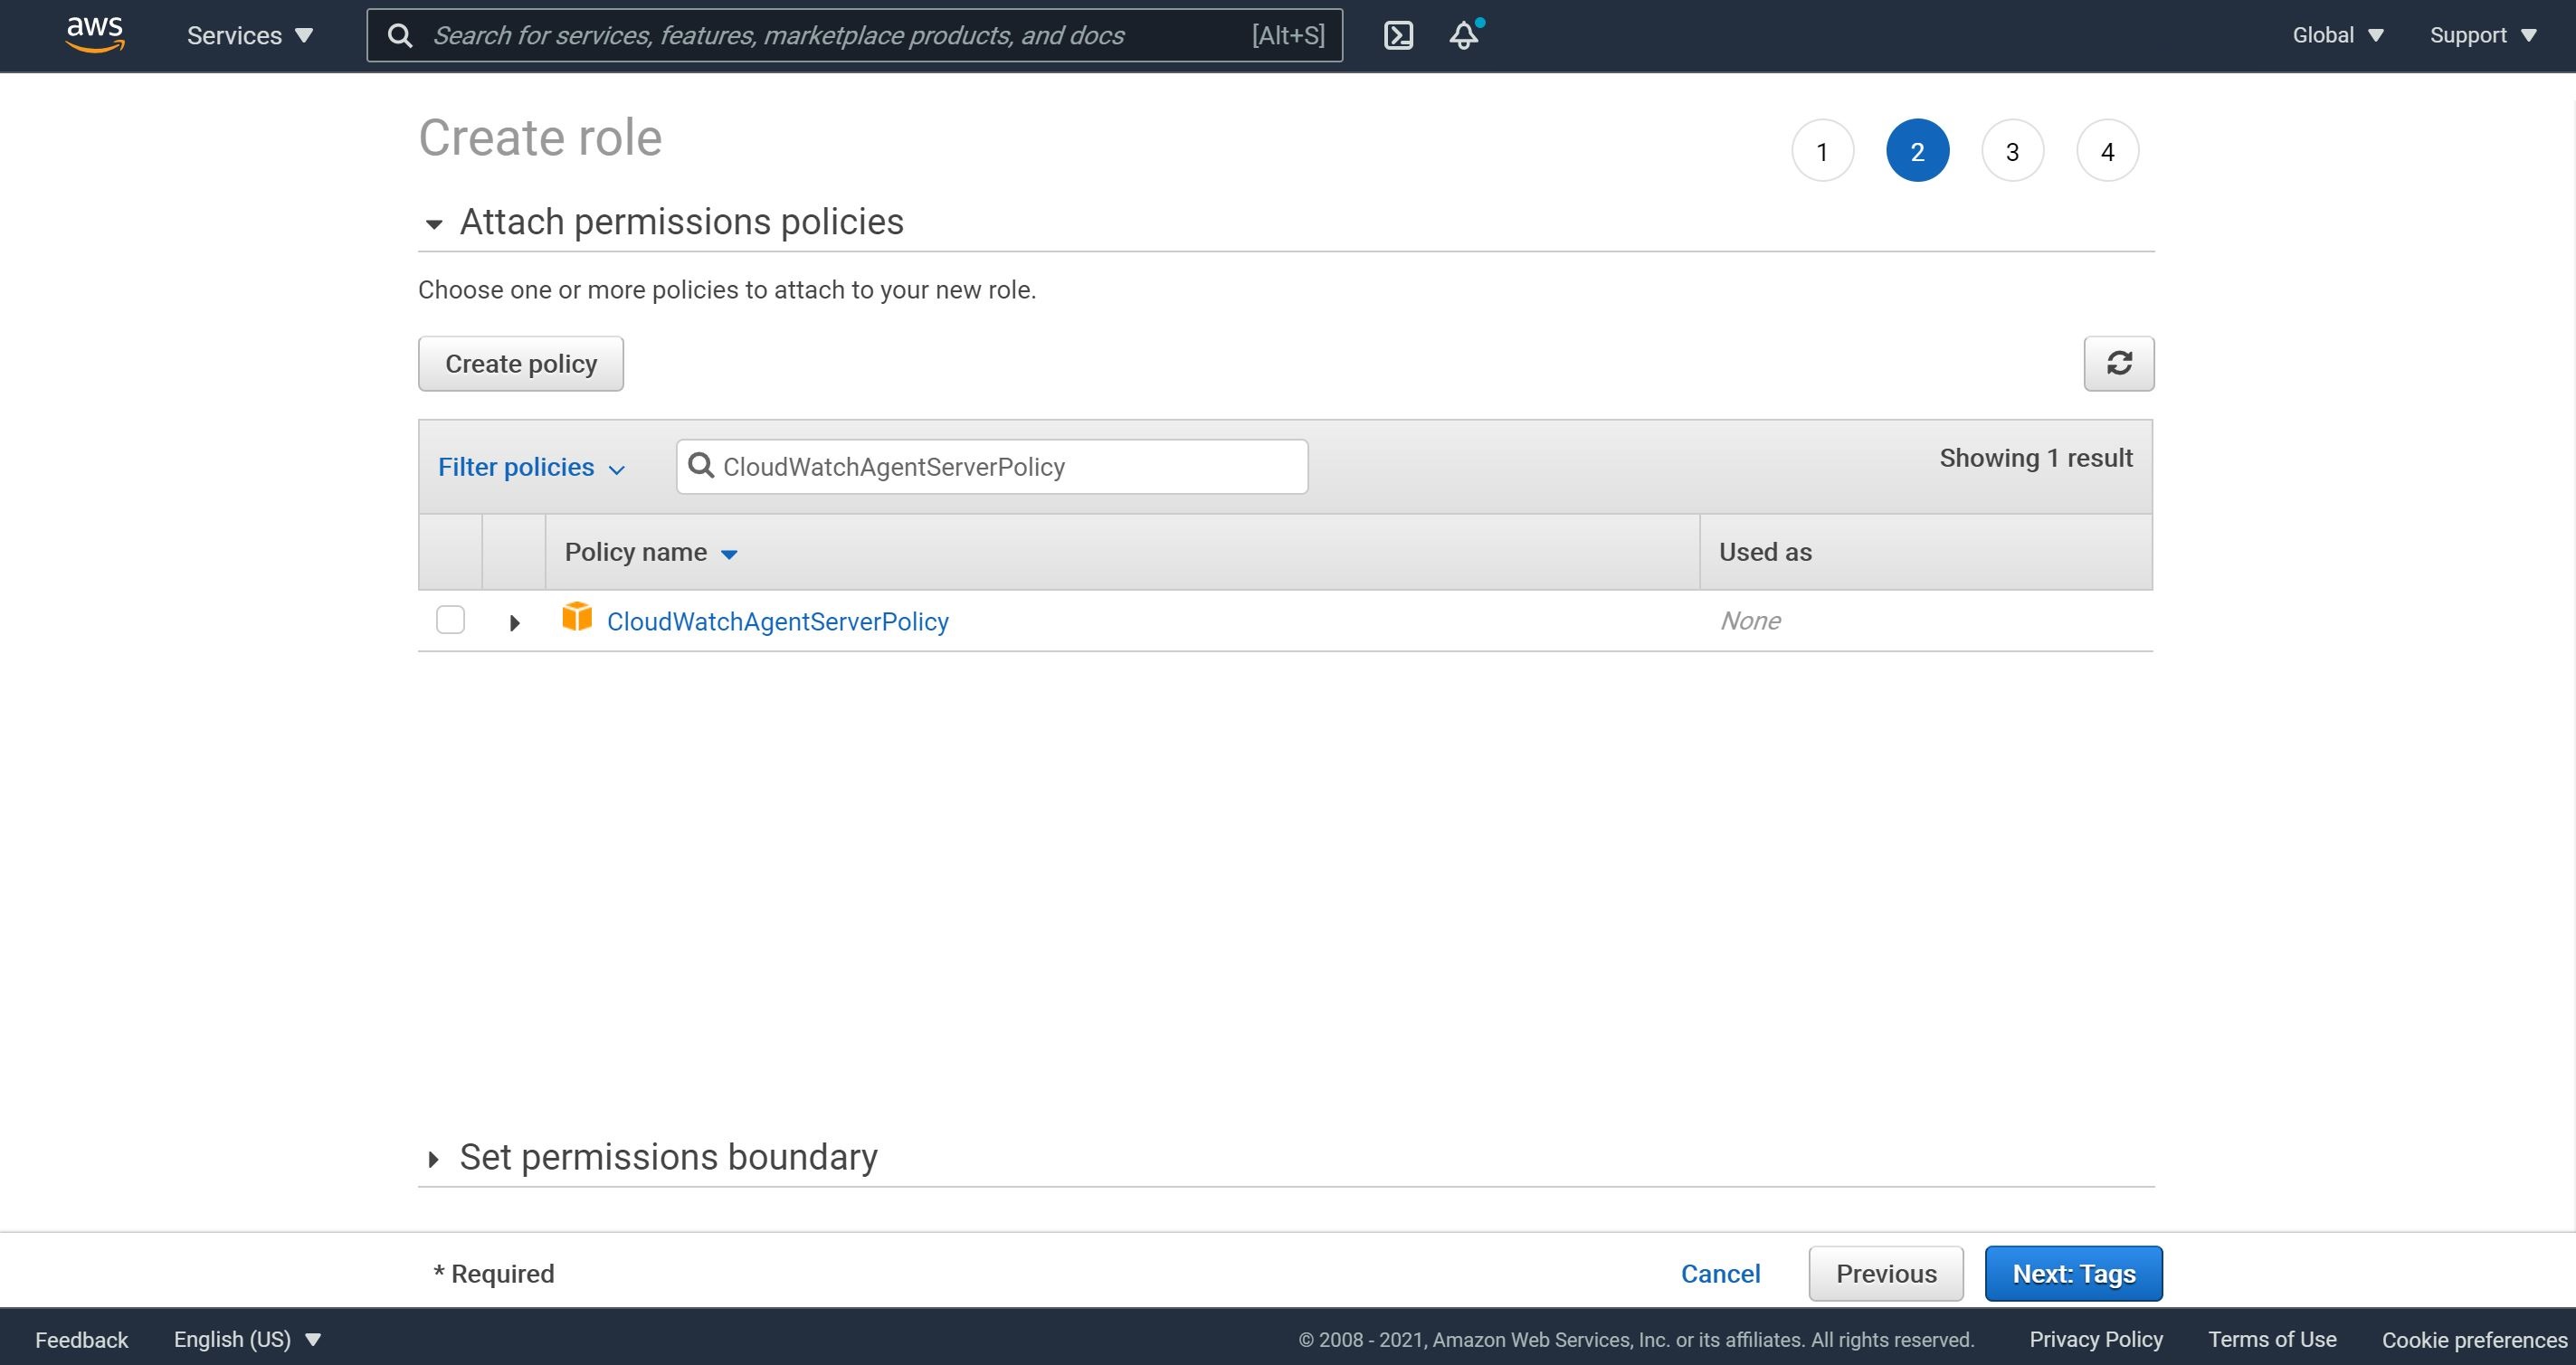 aws Services Search for services, features, marketplace products, and docs [Alt+S] Global Support
Create role 1 2 3 4
Attach permissions policies
Choose one or more policies to attach to your new role.
Create policy
Filter policies CloudWatchAgentServerPolicy Showing 1 result
Policy name Used as
CloudWatchAgentServerPolicy None
Set permissions boundary
* Required Cancel Previous Next: Tags
Feedback English (US) © 2008 - 2021, Amazon Web Services, Inc. or its affiliates. All rights reserved. Privacy Policy Terms of Use Cookie preferences